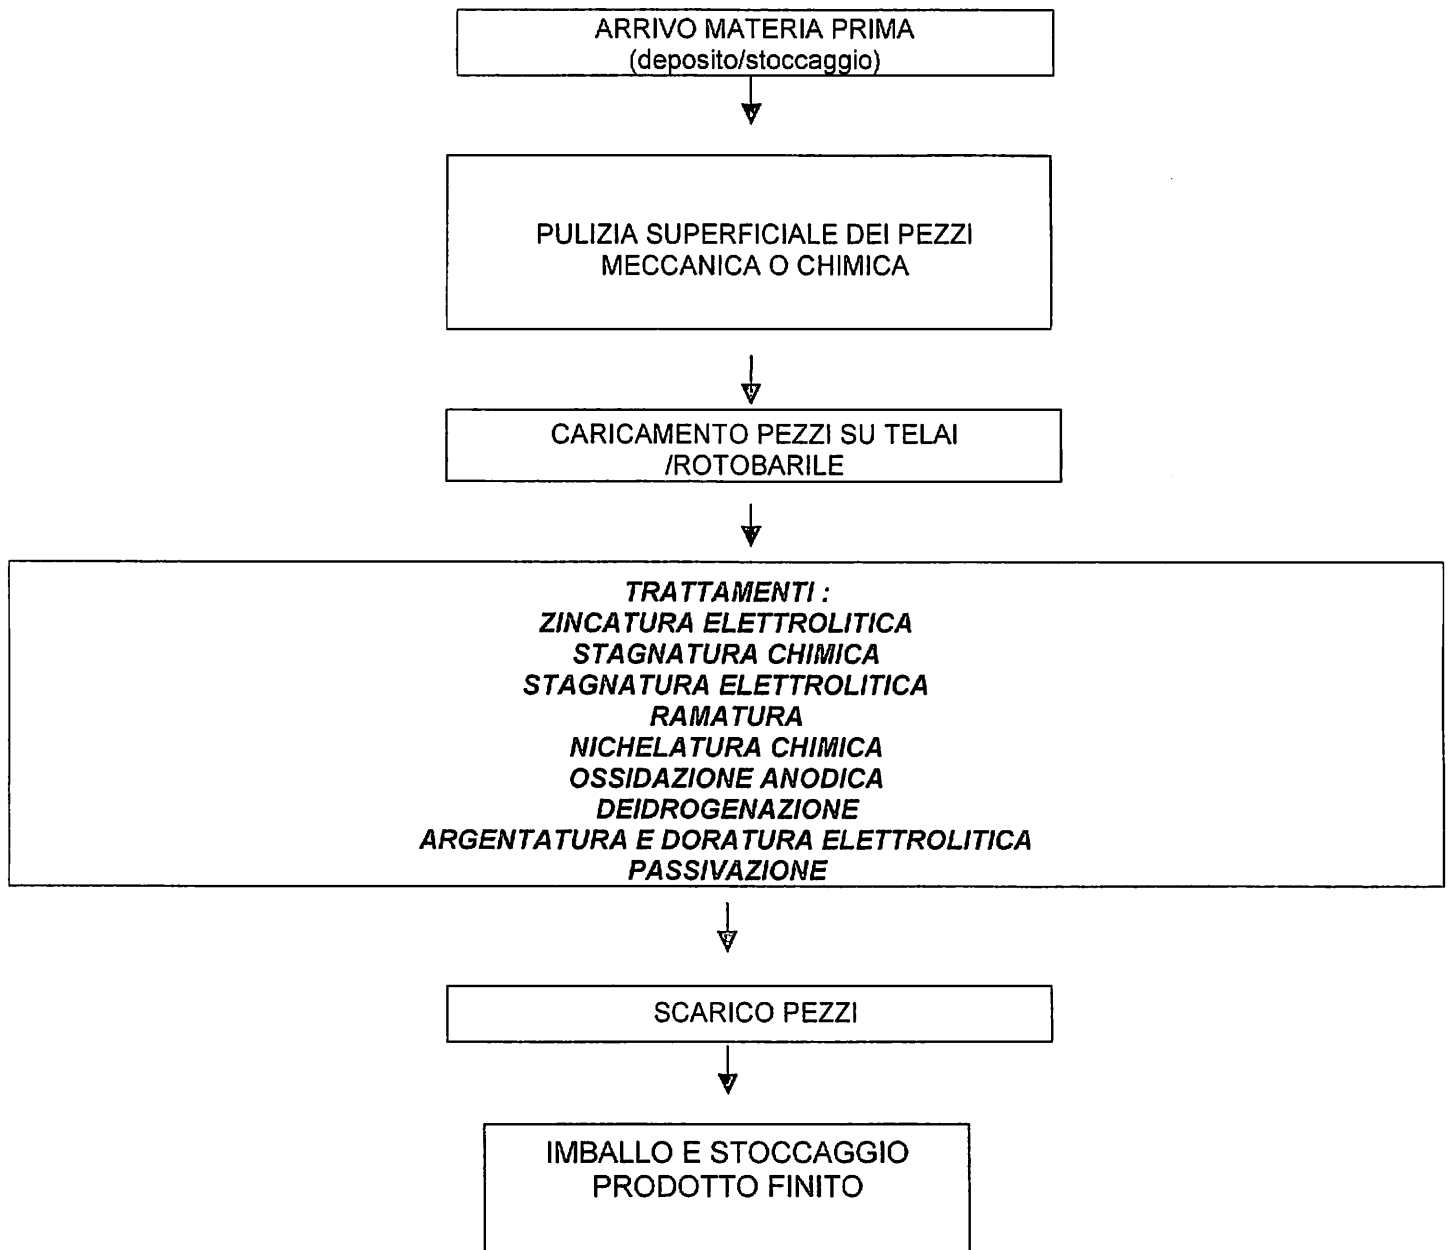 ARRIVO MATERIA PRIMA
(deposito/stoccaggio)
PULIZIA SUPERFICIALE DEI PEZZI
MECCANICA O CHIMICA
CARICAMENTO PEZZI SU TELAI
/ROTOBARILE
TRATTAMENTI :
ZINCATURA ELETTROLITICA
STAGNATURA CHIMICA
STAGNATURA ELETTROLITICA
RAMATURA
NICHELATURA CHIMICA
OSSIDAZIONE ANODICA
DEIDROGENAZIONE
ARGENTATURA E DORATURA ELETTROLITICA
PASSIVAZIONE
SCARICO PEZZI
IMBALLO E STOCCAGGIO
PRODOTTO FINITO